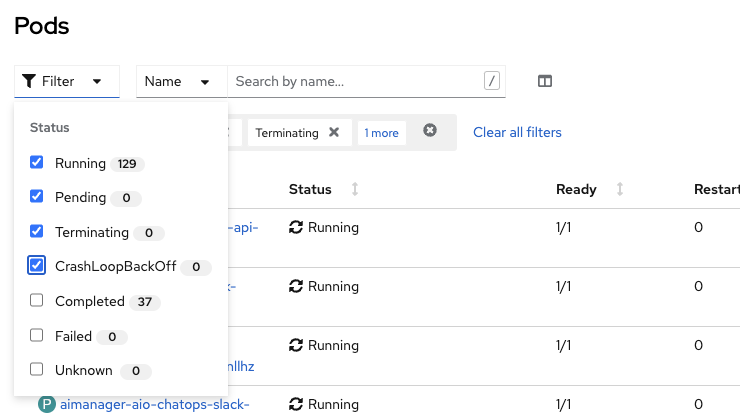 Pods
Filter Name Search by name... /
Status
Terminating 1 more Clear all filters
Running 129
Pending 0
Terminating 0
CrashLoopBackOff 0
Completed 37
Failed 0
Unknown 0
Status Ready Restart
-api- Running 1/1 0
Running 1/1 0
Running 1/1 0
nllhz
P aimanager-aio-chatops-slack- Running 1/1 0